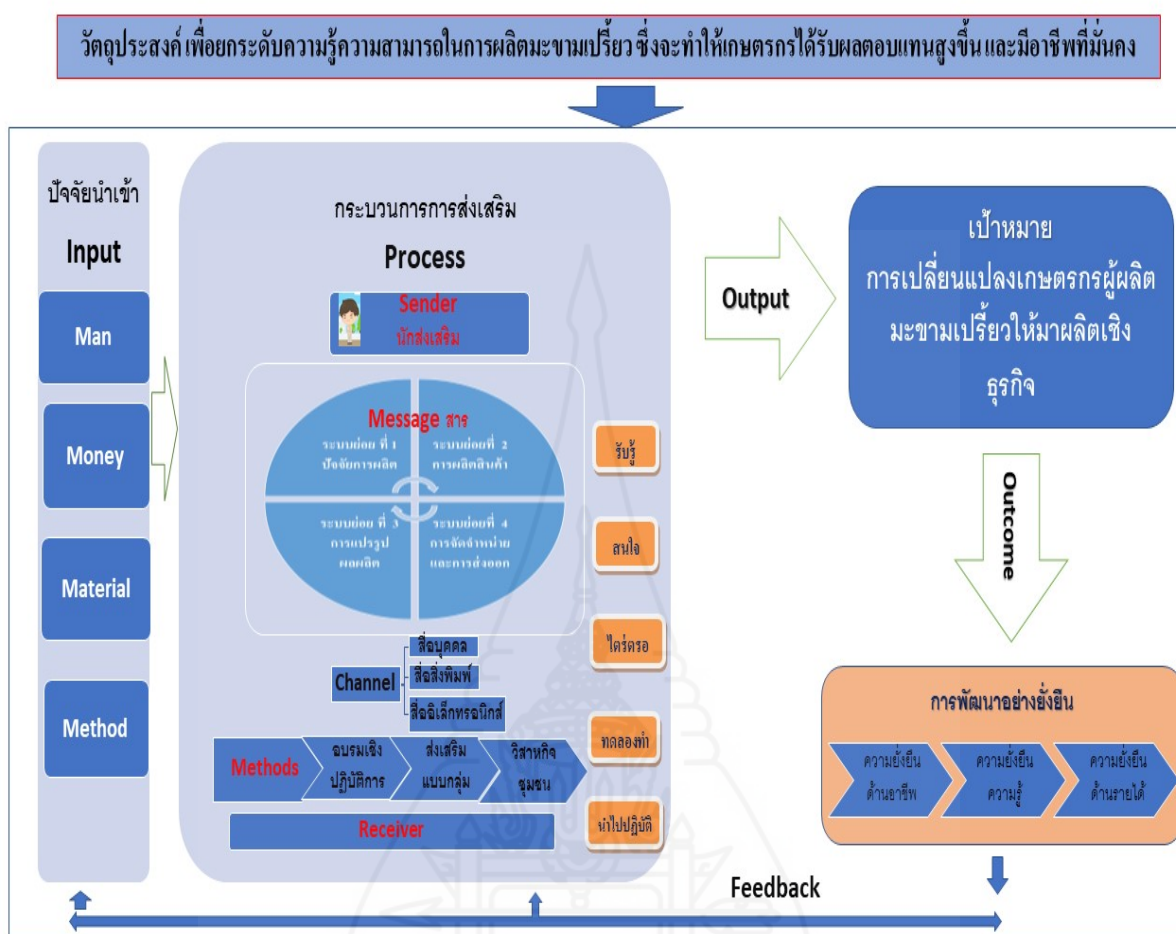 วัตถุประสงค์ เพื่อยกระดับความรู้ความสามารถในการผลิตมะขามเปรี้ยว ซึ่งจะทำให้เกษตรกรได้รับผลตอบแทนสูงขึ้น และมีอาชีพที่มั่นคง
ปัจจัยนำเข้า
Input
Man
Money
Material
Method
กระบวนการการส่งเสริม
Process
Sender
นักส่งเสริม
Message สาร
ระบบย่อย ที่ 1
ปัจจัยการผลิต
ระบบย่อยที่ 2
การผลิตสินค้า
ระบบย่อย ที่ 3
การแปรรูป
ผลผลิต
ระบบย่อยที่ 4
การจัดจำหน่าย
และการส่งออก
Channel
สื่อบุคคล
สื่อสิ่งพิมพ์
สื่ออิเล็กทรอนิกส์
Methods
อบรมเชิง
ปฏิบัติการ
ส่งเสริม
แบบกลุ่ม
วิสาหกิจ
ชุมชน
Receiver
รับรู้
สนใจ
ไตร่ตรอ
ทดลองทำ
นำไปปฏิบัติ
Output
เป้าหมาย
การเปลี่ยนแปลงเกษตรกรผู้ผลิต
มะขามเปรี้ยวให้มาผลิตเชิง
ธุรกิจ
Outcome
การพัฒนาอย่างยั่งยืน
ความยั่งยืน
ด้านอาชีพ
ความยั่งยืน
ความรู้
ความยั่งยืน
ด้านรายได้
Feedback